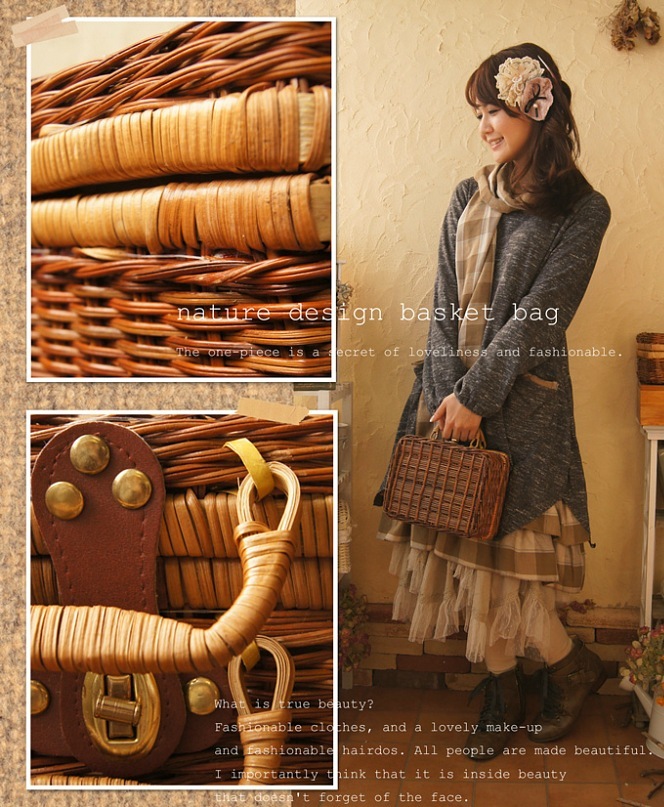 nature design basket bag
The one-piece is a secret of loveliness and fashionable.
What is true beauty?
Fashionable clothes, and a lovely make-up
and fashionable hairdos. All people are made beautiful.
I importantly think that it is inside beauty
that doesn't forget of the face.